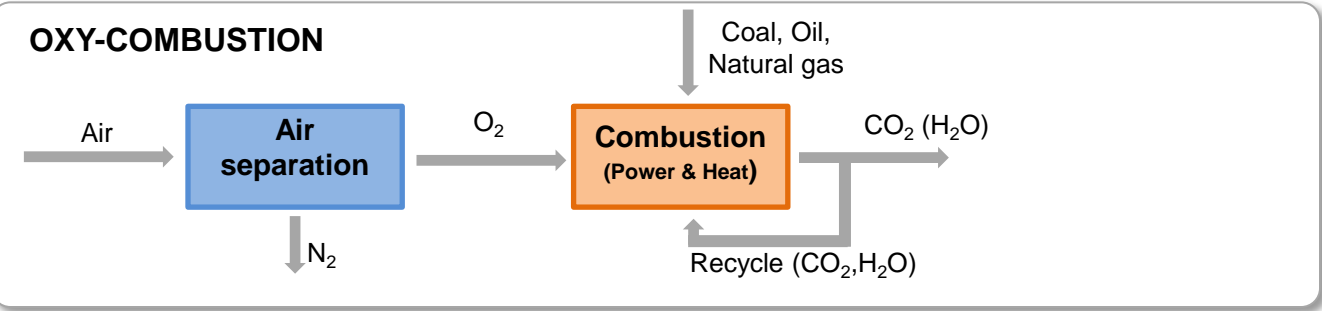 OXY-COMBUSTION
Coal, Oil,
Natural gas
Air
Air
separation
O₂
Combustion
(Power & Heat)
CO₂ (H₂O)
N₂
Recycle (CO₂,H₂O)